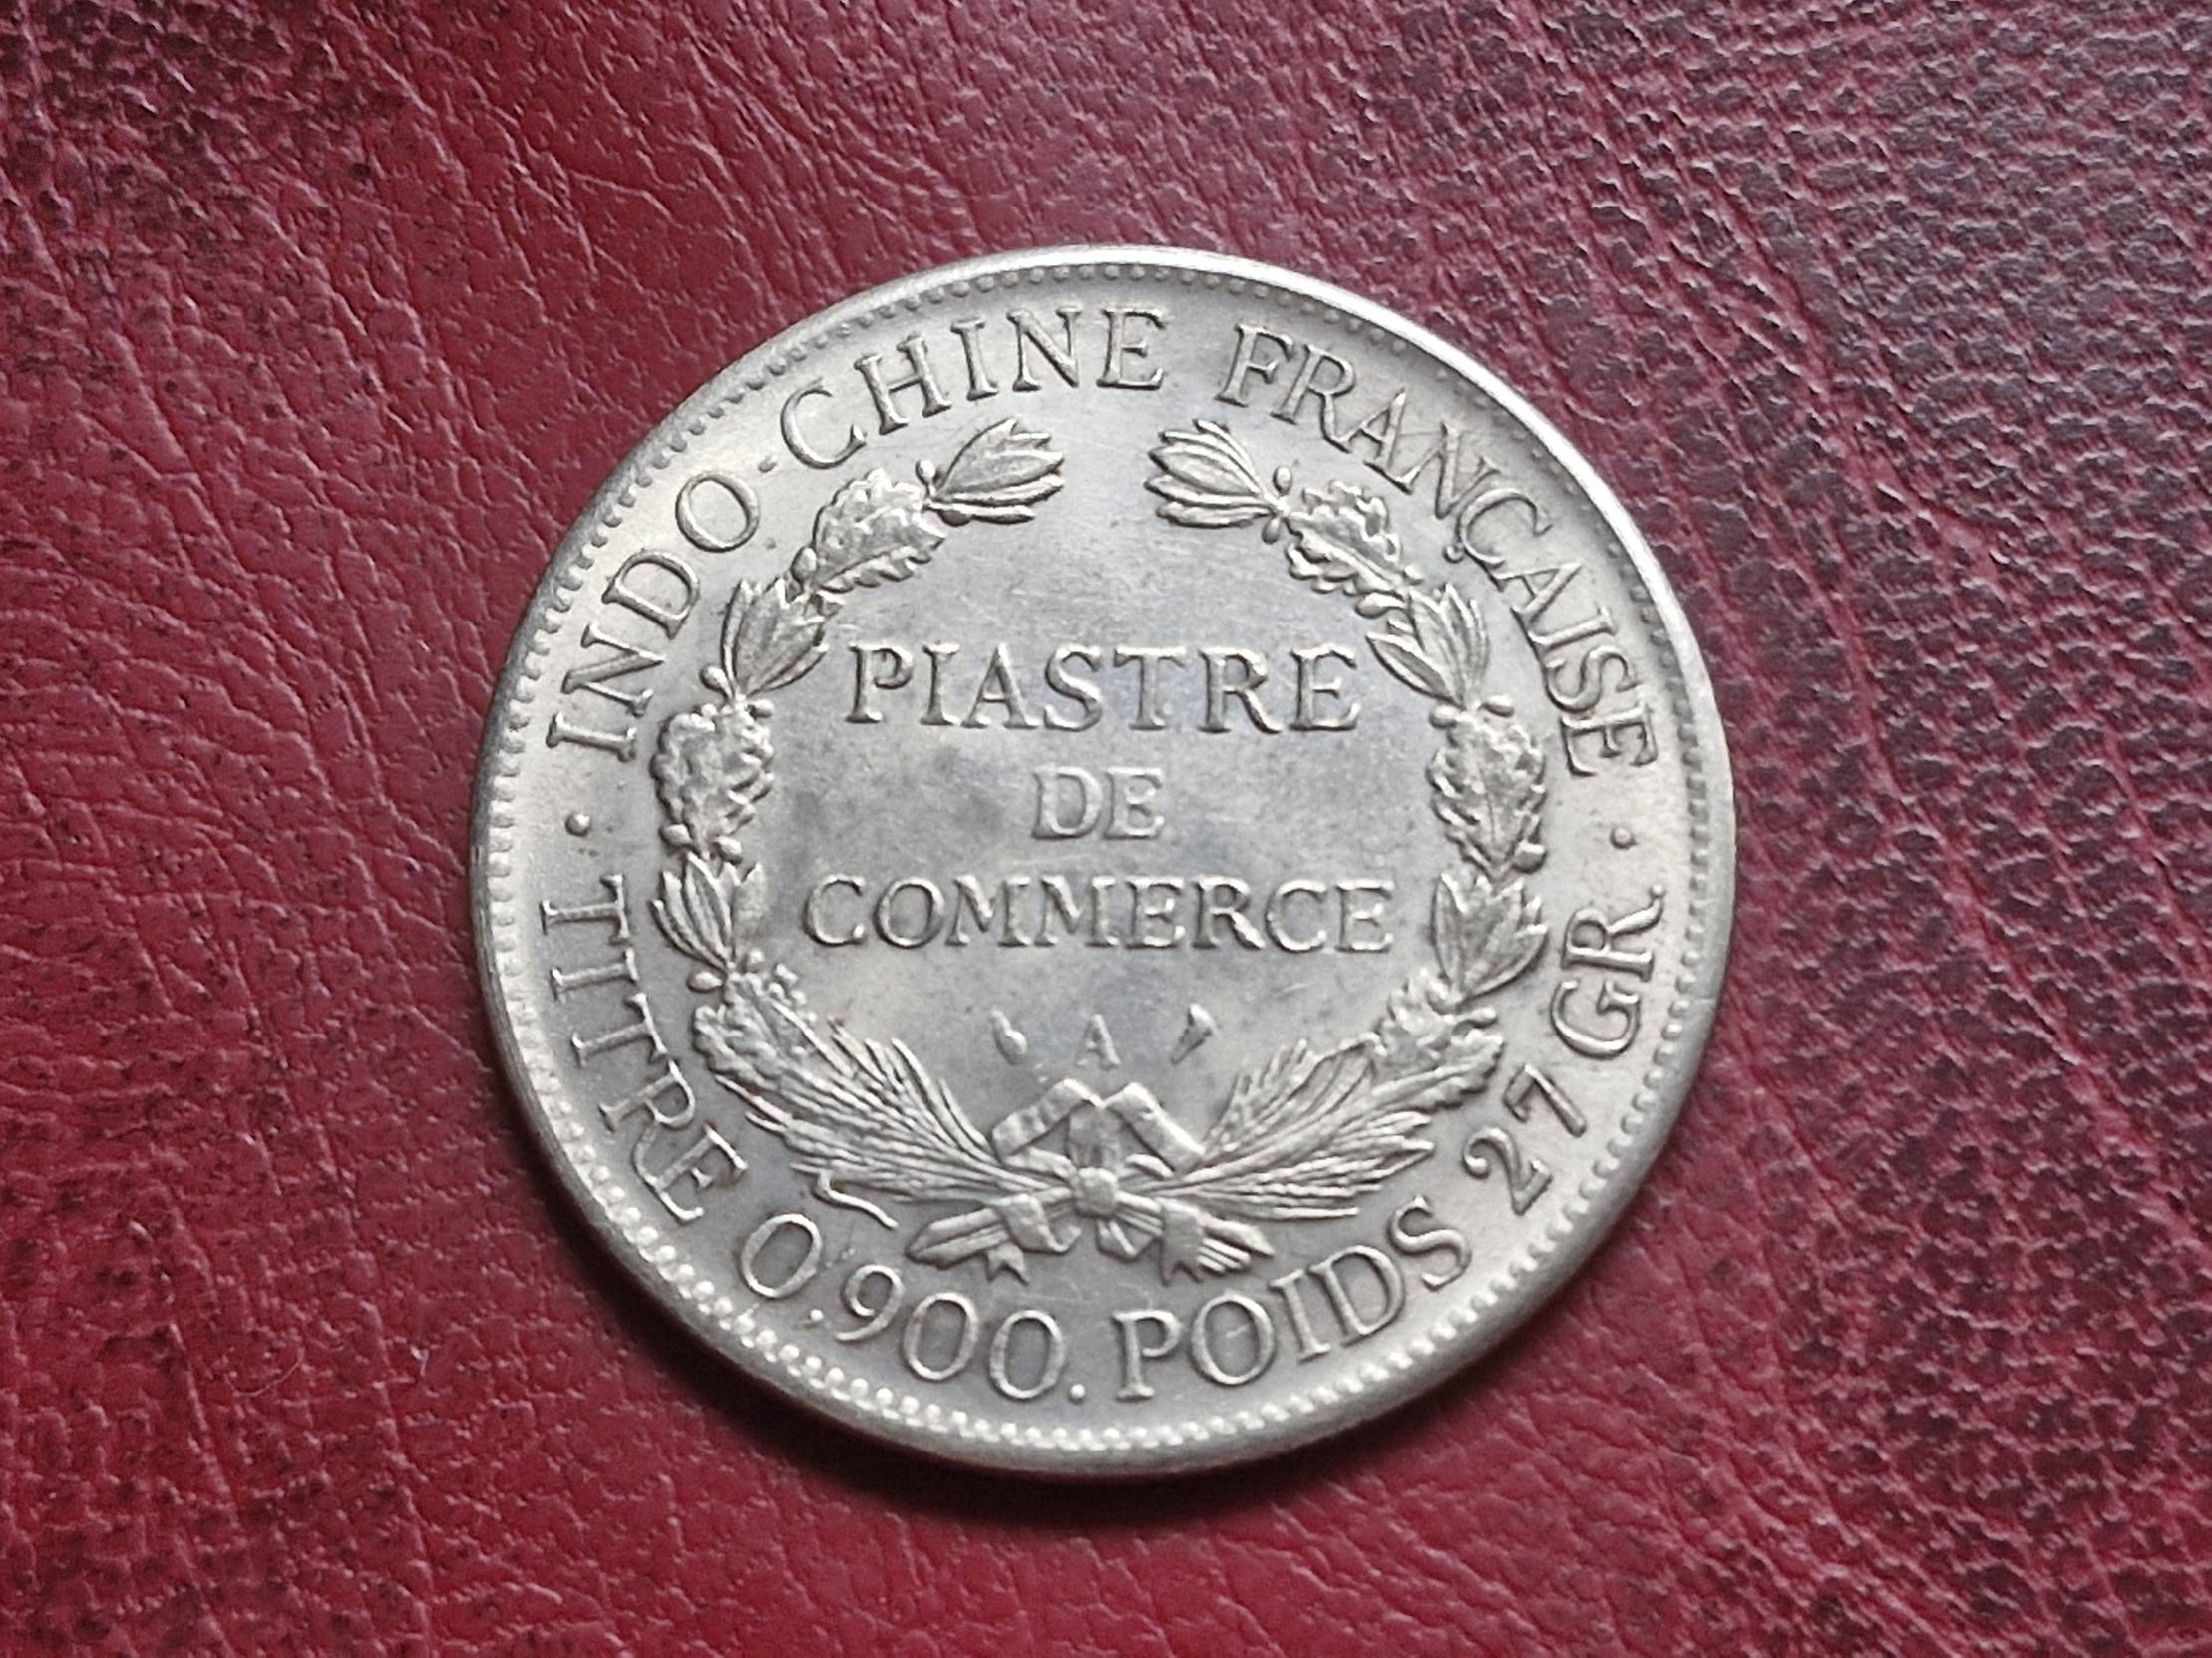 INDO-CHINE FRANÇAISE
PIASTRE
DE
COMMERCE
A
· TITRE 0,900. POIDS 27 GR. ·